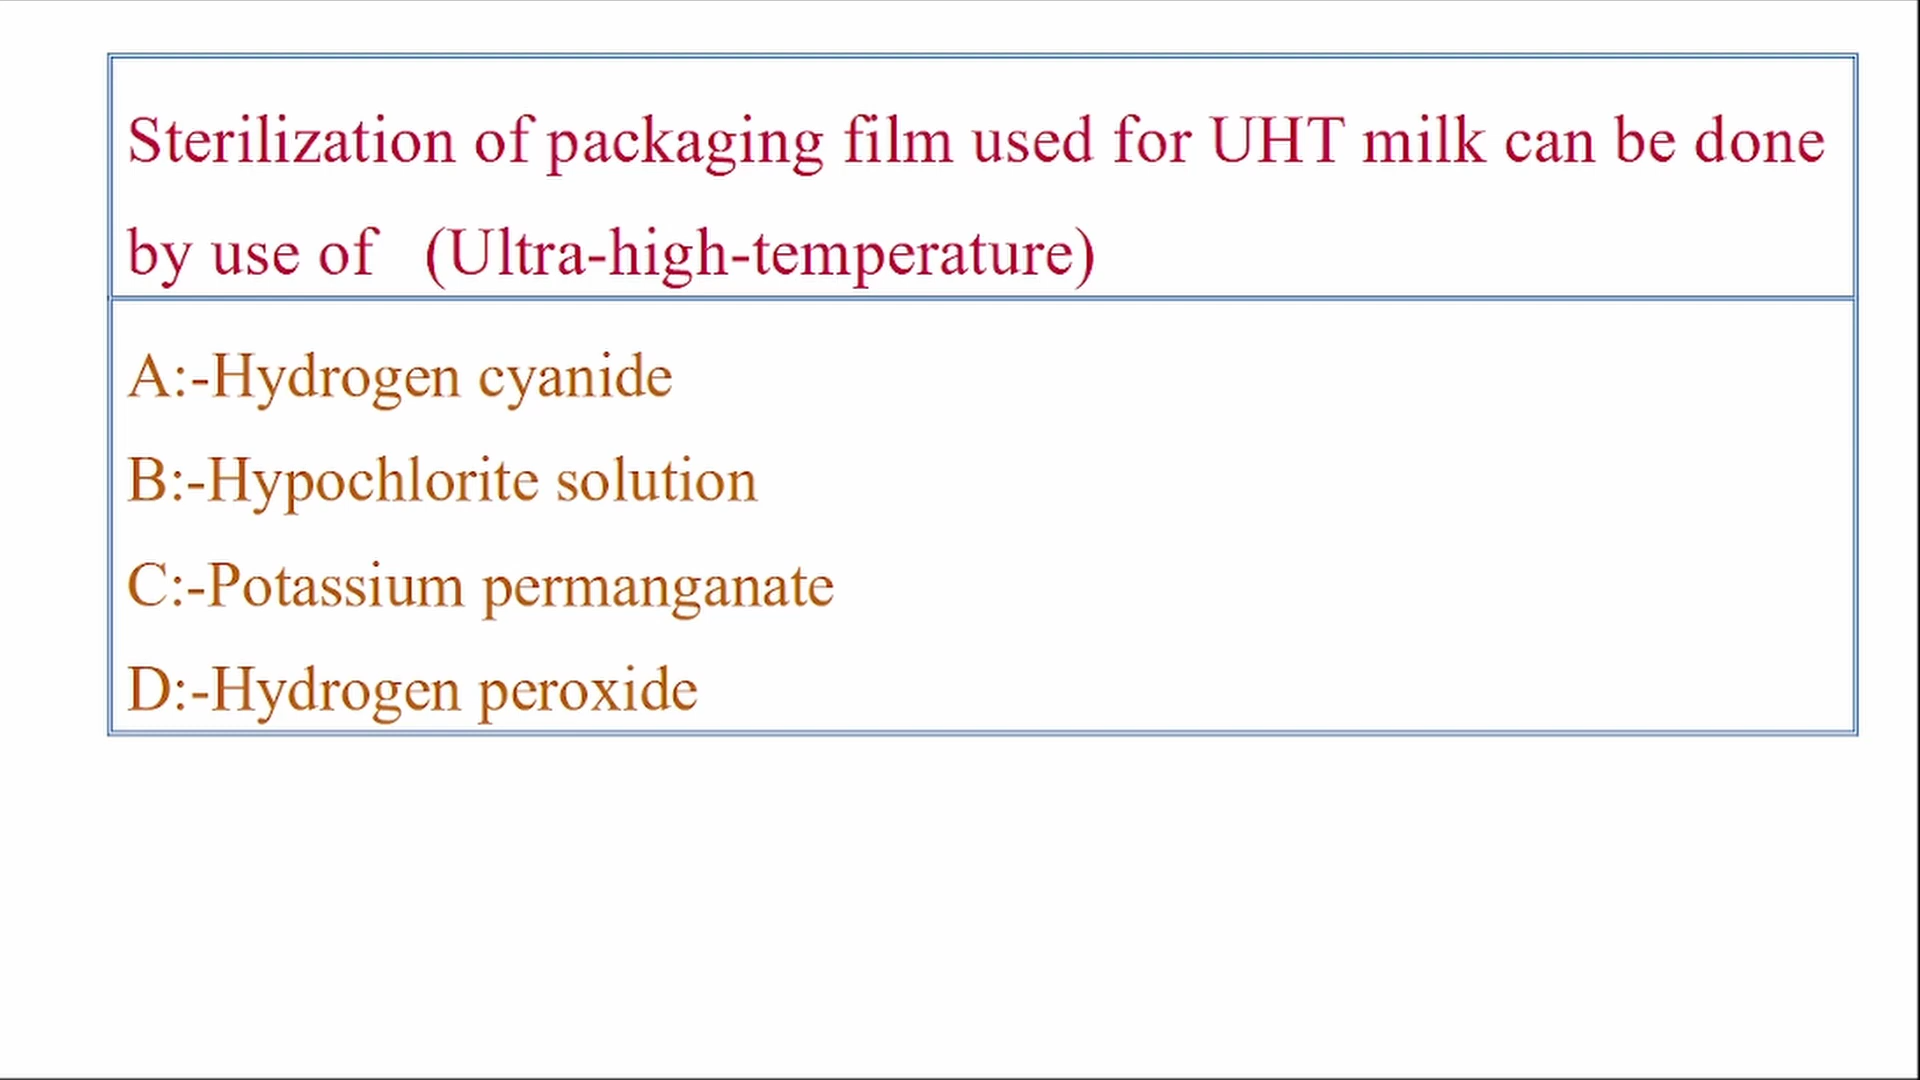 Sterilization of packaging film used for UHT milk can be done
by use of (Ultra-high-temperature)
A:-Hydrogen cyanide
B:-Hypochlorite solution
C:-Potassium permanganate
D:-Hydrogen peroxide